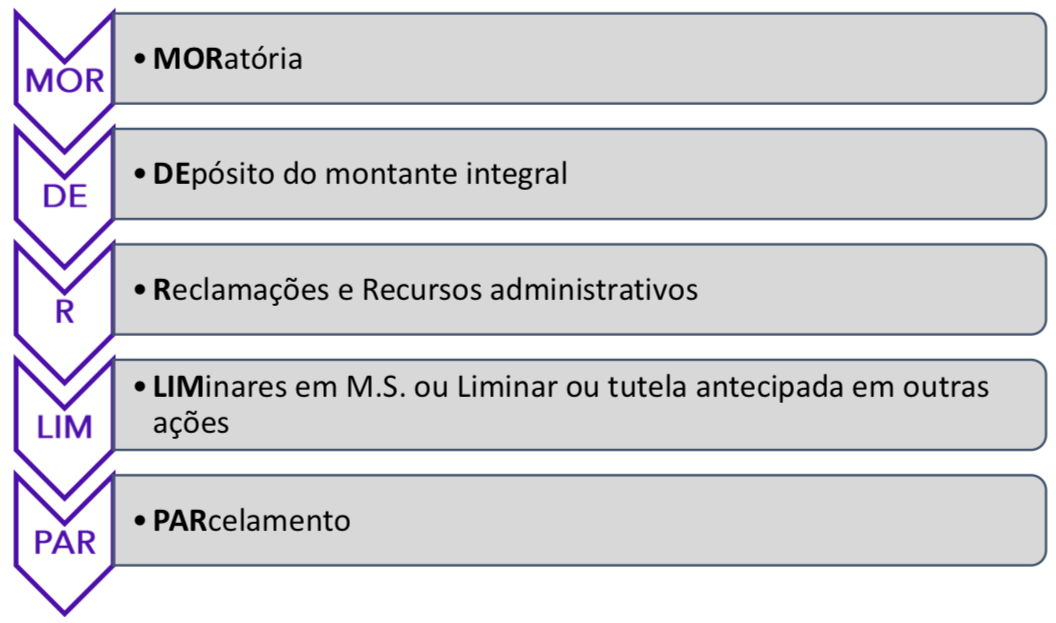 MOR
• MORatória
DE
• DEpósito do montante integral
R
• Reclamações e Recursos administrativos
LIM
• LIMinares em M.S. ou Liminar ou tutela antecipada em outras
ações
PAR
• PARcelamento